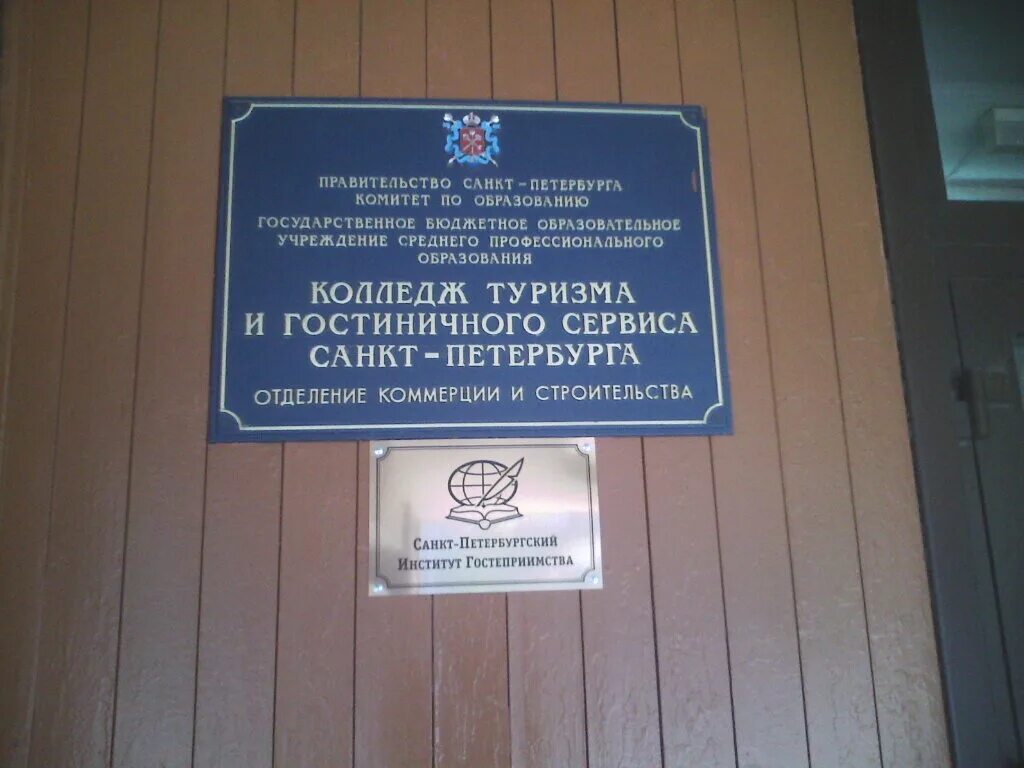 ПРАВИТЕЛЬСТВО САНКТ-ПЕТЕРБУРГА
КОМИТЕТ ПО ОБРАЗОВАНИЮ
ГОСУДАРСТВЕННОЕ БЮДЖЕТНОЕ ОБРАЗОВАТЕЛЬНОЕ
УЧРЕЖДЕНИЕ СРЕДНЕГО ПРОФЕССИОНАЛЬНОГО
ОБРАЗОВАНИЯ
КОЛЛЕДЖ ТУРИЗМА
И ГОСТИНИЧНОГО СЕРВИСА
САНКТ-ПЕТЕРБУРГА
ОТДЕЛЕНИЕ КОММЕРЦИИ И СТРОИТЕЛЬСТВА
САНКТ-ПЕТЕРБУРГСКИЙ
ИНСТИТУТ ГОСТЕПРИИМСТВА